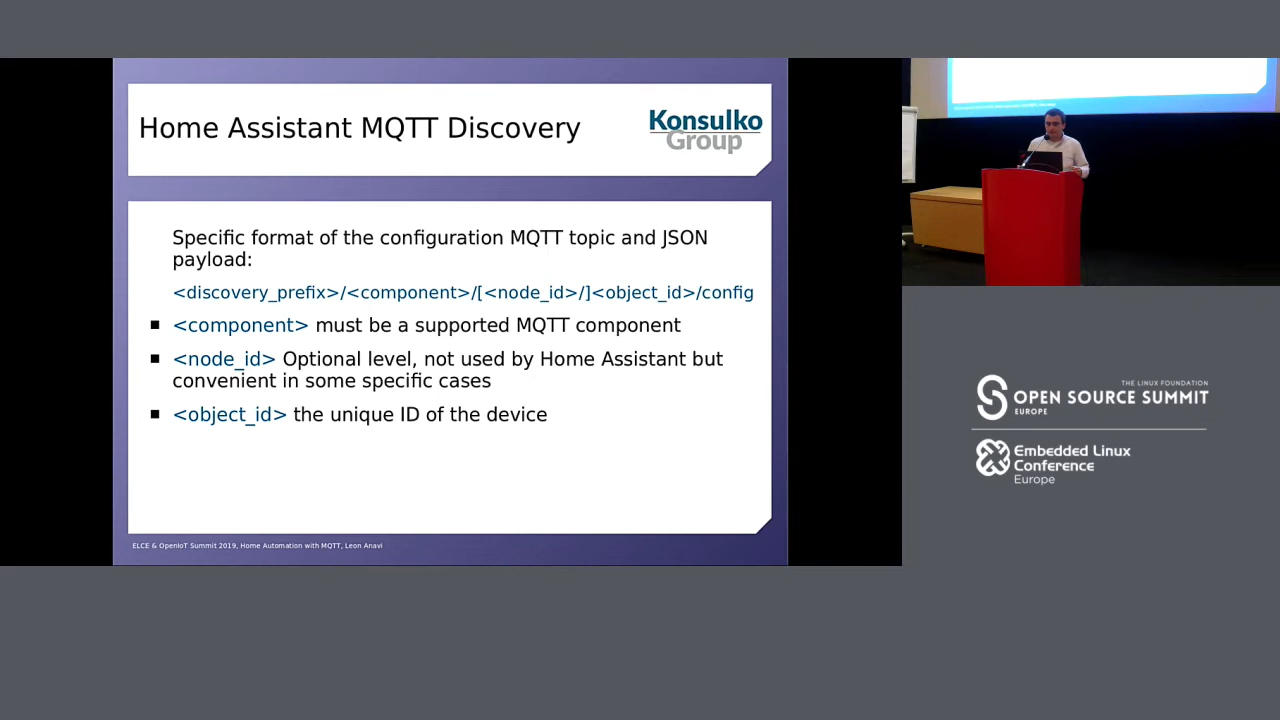 Home Assistant MQTT Discovery
Konsulko
Group
Specific format of the configuration MQTT topic and JSON
payload:
<discovery_prefix>/<component>/[<node_id>/]<object_id>/config
<component> must be a supported MQTT component
<node_id> Optional level, not used by Home Assistant but
convenient in some specific cases
<object_id> the unique ID of the device
ELCE & OpenIoT Summit 2019, Home Automation with MQTT, Leon Anavi
THE LINUX FOUNDATION
OPEN SOURCE SUMMIT
EUROPE
Embedded Linux
Conference
Europe